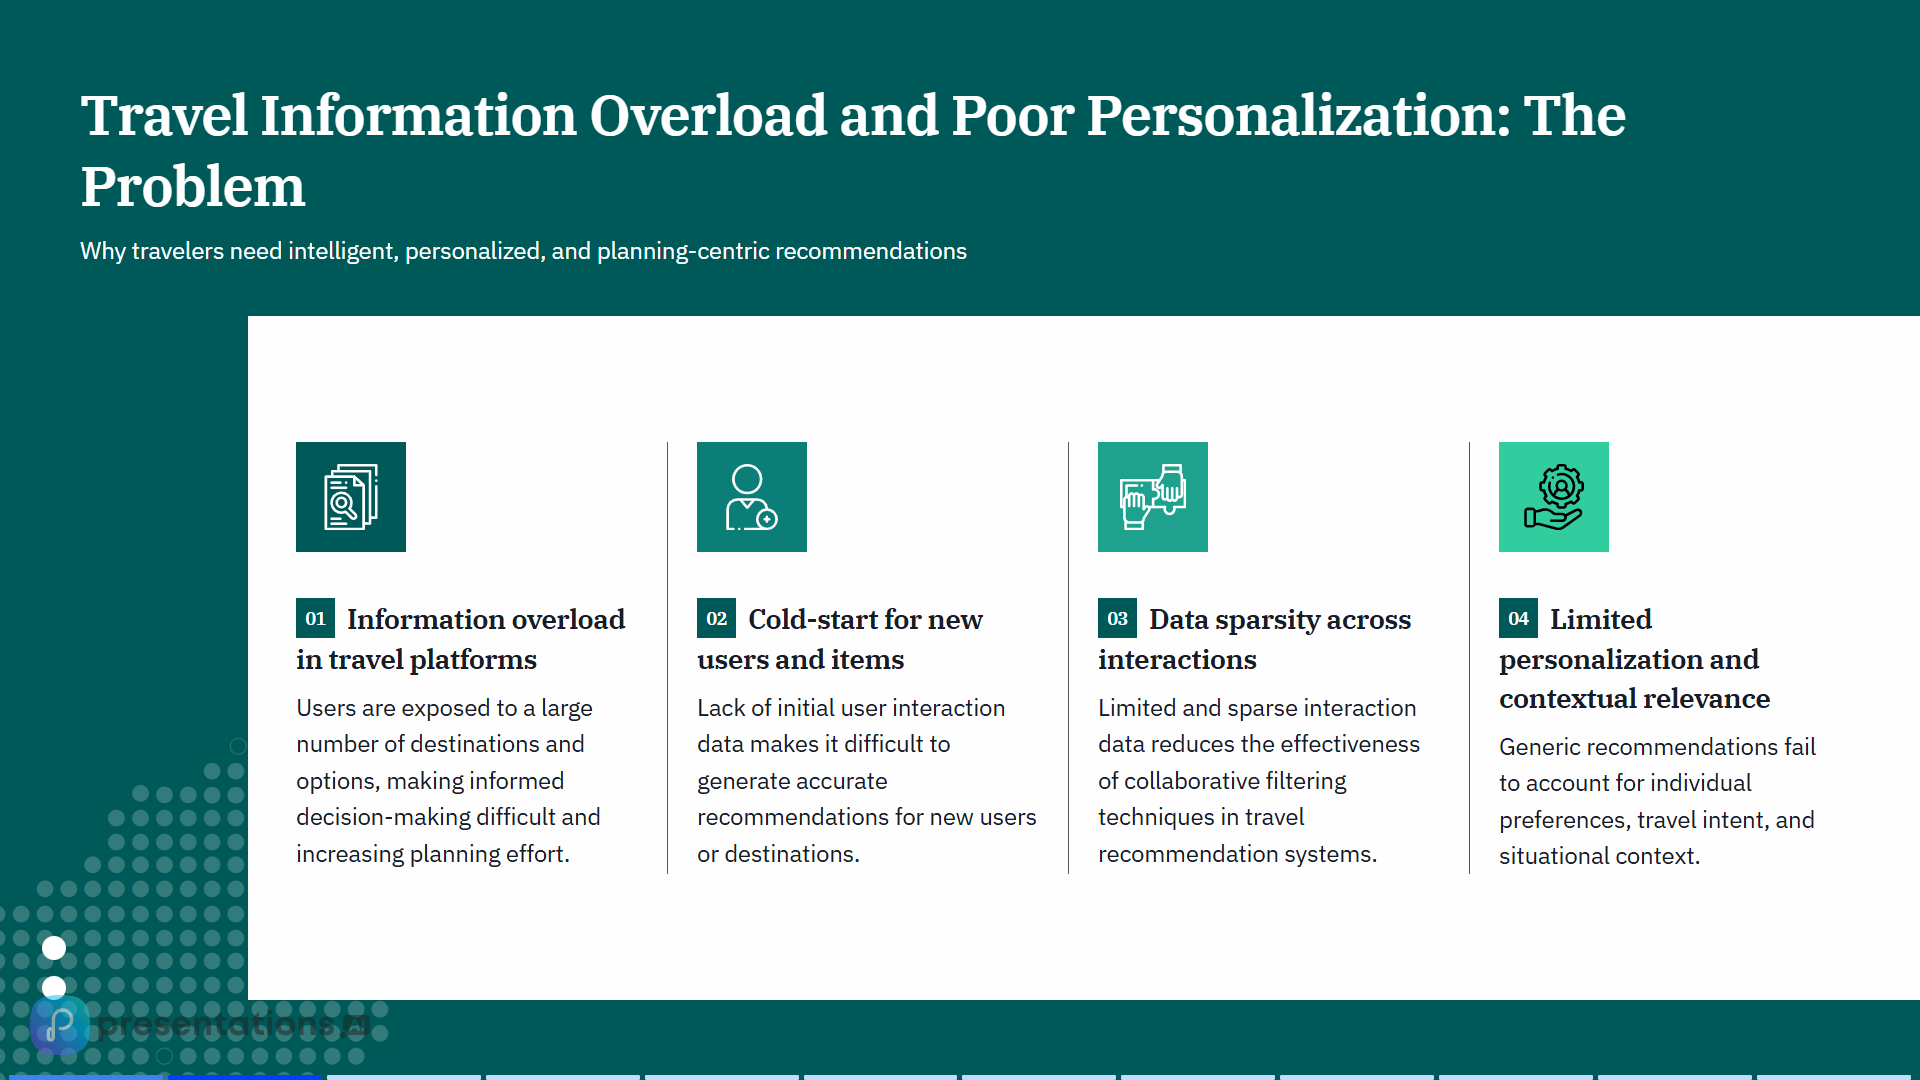 Travel Information Overload and Poor Personalization: The
Problem
Why travelers need intelligent, personalized, and planning-centric recommendations
01 Information overload
in travel platforms
Users are exposed to a large
number of destinations and
options, making informed
decision-making difficult and
increasing planning effort.
02 Cold-start for new
users and items
Lack of initial user interaction
data makes it difficult to
generate accurate
recommendations for new users
or destinations.
03 Data sparsity across
interactions
Limited and sparse interaction
data reduces the effectiveness
of collaborative filtering
techniques in travel
recommendation systems.
04 Limited
personalization and
contextual relevance
Generic recommendations fail
to account for individual
preferences, travel intent, and
situational context.
presentations